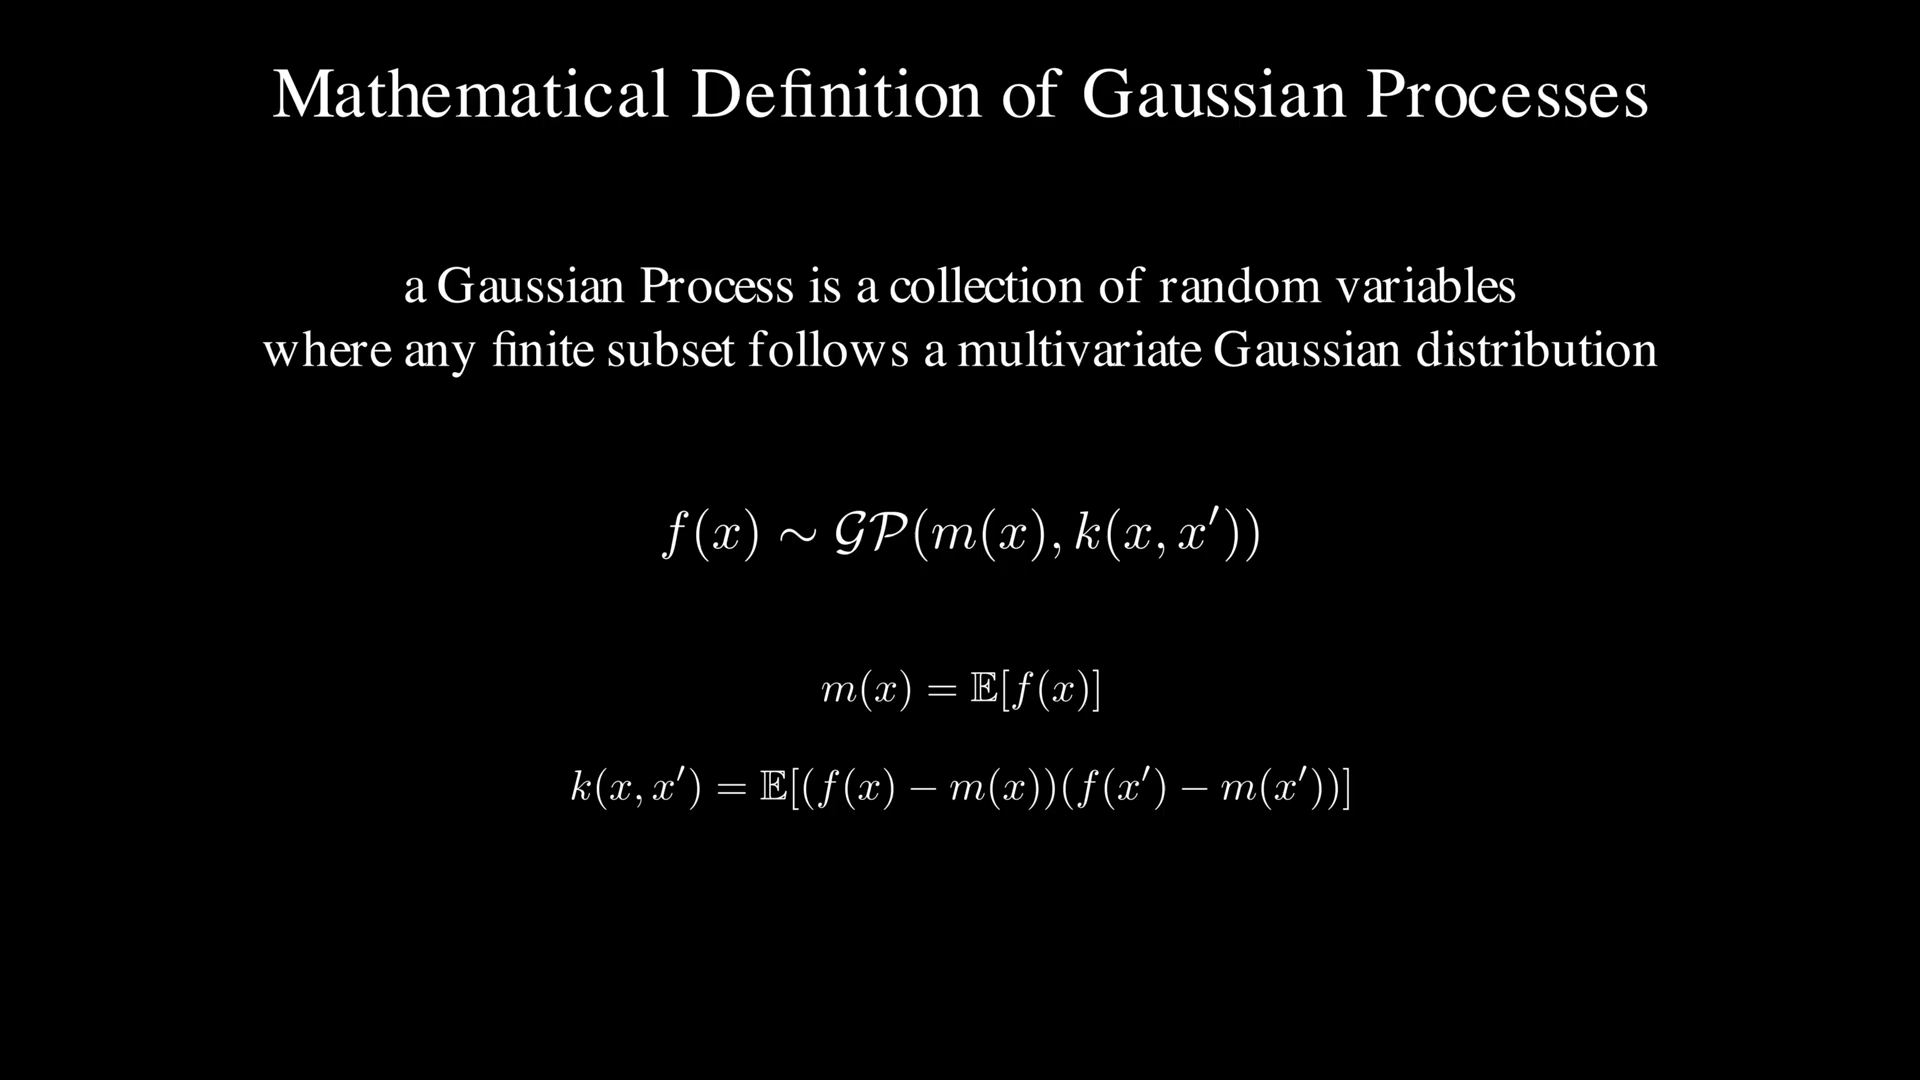 Mathematical Definition of Gaussian Processes
a Gaussian Process is a collection of random variables
where any finite subset follows a multivariate Gaussian distribution
f(x) ∼ 𝒢𝒫(m(x), k(x, x′))
m(x) = 𝔼[f(x)]
k(x, x′) = 𝔼[(f(x) − m(x))(f(x′) − m(x′))]